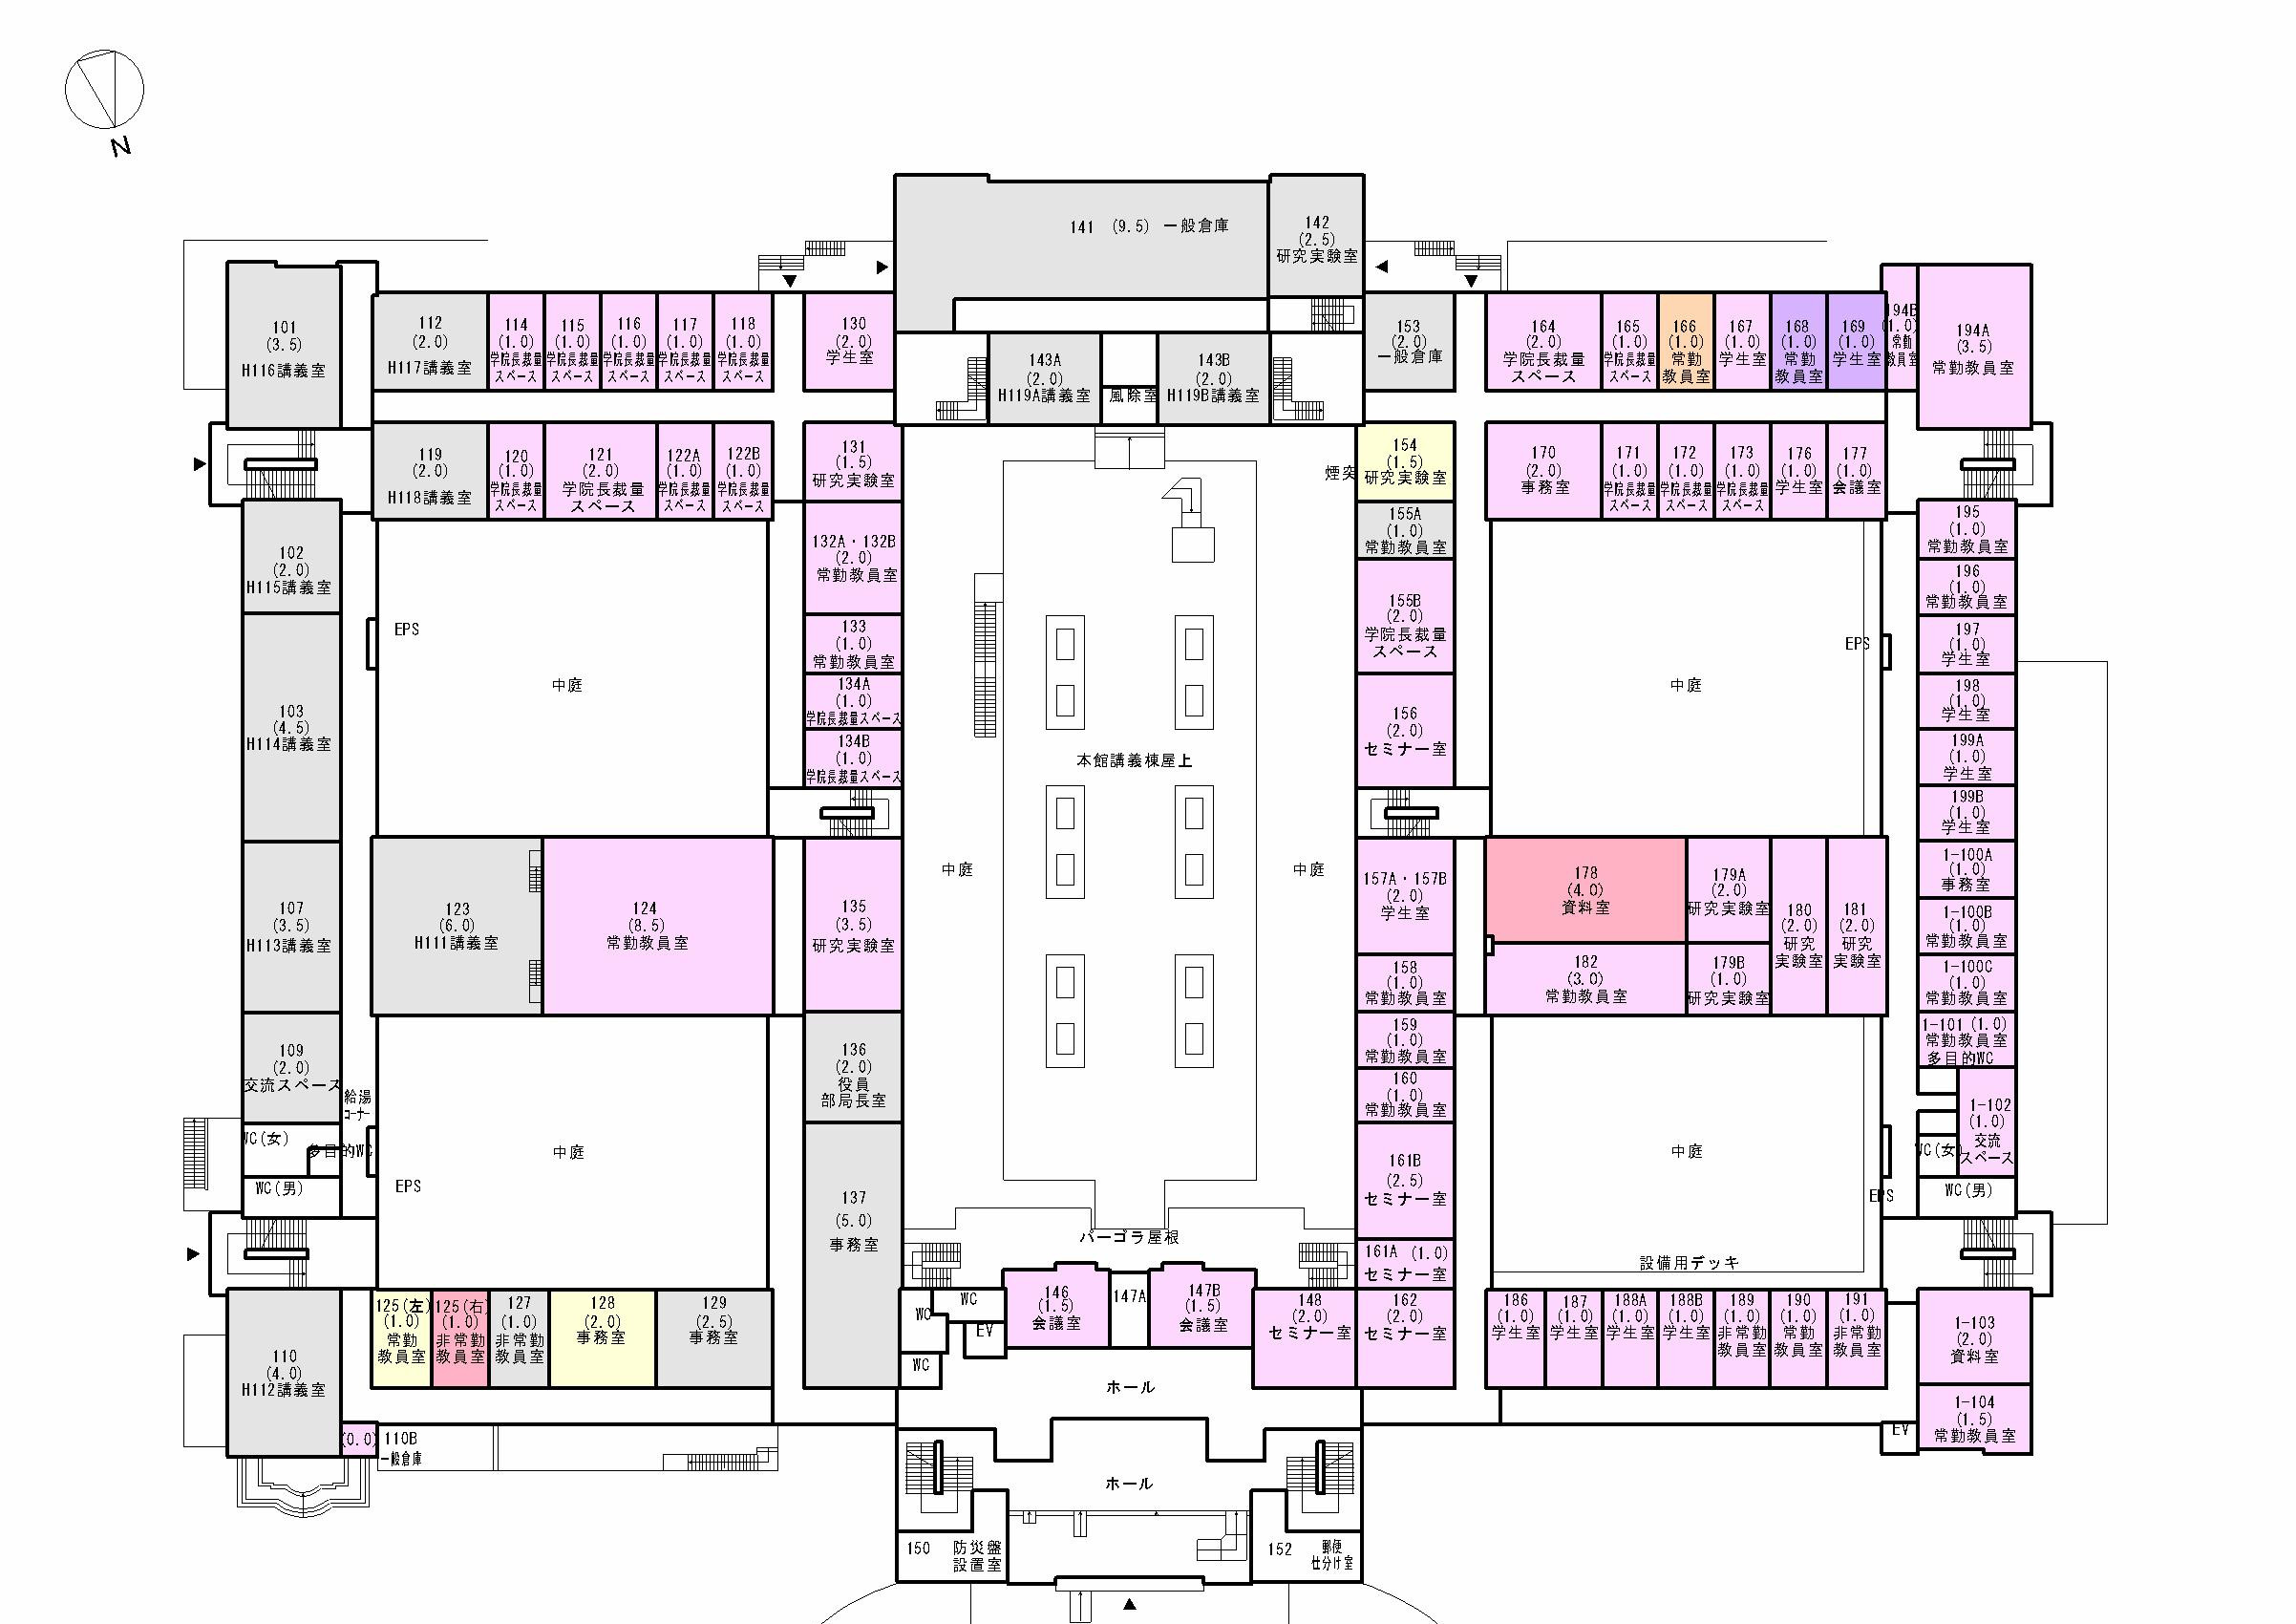 N
141 (9.5) 一般倉庫
142
(2.5)
研究実験室
101
(3.5)
H116講義室
112
(2.0)
H117講義室
114
(1.0)
学院長裁量
スペース
115
(1.0)
学院長裁量
スペース
116
(1.0)
学院長裁量
スペース
117
(1.0)
学院長裁量
スペース
118
(1.0)
学院長裁量
スペース
130
(2.0)
学生室
143A
(2.0)
H119A講義室
風除室
143B
(2.0)
H119B講義室
153
(2.0)
一般倉庫
164
(2.0)
学院長裁量
スペース
165
(1.0)
学院長裁量
スペース
166
(1.0)
常勤
教員室
167
(1.0)
学生室
168
(1.0)
常勤
教員室
169
(1.0)
学生室
194B
(1.0)
常勤
教員室
194A
(3.5)
常勤教員室
119
(2.0)
H118講義室
120
(1.0)
学院長裁量
スペース
121
(2.0)
学院長裁量
スペース
122A
(1.0)
学院長裁量
スペース
122B
(1.0)
学院長裁量
スペース
131
(1.5)
研究実験室
煙突
154
(1.5)
研究実験室
170
(2.0)
事務室
171
(1.0)
学院長裁量
スペース
172
(1.0)
学院長裁量
スペース
173
(1.0)
学院長裁量
スペース
176
(1.0)
学生室
177
(1.0)
会議室
102
(2.0)
H115講義室
132A・132B
(2.0)
常勤教員室
155A
(1.0)
常勤教員室
195
(1.0)
常勤教員室
196
(1.0)
常勤教員室
EPS
133
(1.0)
常勤教員室
155B
(2.0)
学院長裁量
スペース
EPS
197
(1.0)
学生室
103
(4.5)
H114講義室
中庭
134A
(1.0)
学院長裁量スペース
134B
(1.0)
学院長裁量スペース
本館講義棟屋上
156
(2.0)
セミナー室
中庭
198
(1.0)
学生室
199A
(1.0)
学生室
199B
(1.0)
学生室
107
(3.5)
H113講義室
123
(6.0)
H111講義室
124
(8.5)
常勤教員室
135
(3.5)
研究実験室
中庭
中庭
157A・157B
(2.0)
学生室
178
(4.0)
資料室
179A
(2.0)
研究実験室
180
(2.0)
研究
実験室
181
(2.0)
研究
実験室
1-100A
(1.0)
事務室
1-100B
(1.0)
常勤教員室
158
(1.0)
常勤教員室
182
(3.0)
常勤教員室
179B
(1.0)
研究実験室
1-100C
(1.0)
常勤教員室
109
(2.0)
交流スペース
136
(2.0)
役員
部局長室
159
(1.0)
常勤教員室
1-101 (1.0)
常勤教員室
多目的WC
給湯
コーナー
160
(1.0)
常勤教員室
1-102
(1.0)
交流
スペース
WC(女)
多目的WC
中庭
161B
(2.5)
セミナー室
中庭
WC(女)
WC(男)
EPS
137
(5.0)
事務室
EPS
WC(男)
パーゴラ屋根
161A (1.0)
セミナー室
設備用デッキ
110
(4.0)
H112講義室
125(左)
(1.0)
常勤
教員室
125(右)
(1.0)
非常勤
教員室
127
(1.0)
非常勤
教員室
128
(2.0)
事務室
129
(2.5)
事務室
WC
WC
EV
WC
146
(1.5)
会議室
147A
147B
(1.5)
会議室
148
(2.0)
セミナー室
162
(2.0)
セミナー室
186
(1.0)
学生室
187
(1.0)
学生室
188A
(1.0)
学生室
188B
(1.0)
学生室
189
(1.0)
非常勤
教員室
190
(1.0)
常勤
教員室
191
(1.0)
非常勤
教員室
1-103
(2.0)
資料室
ホール
1-104
(1.5)
常勤教員室
EV
(0.0)
110B
一般倉庫
ホール
150 防災盤
設置室
152 郵便
仕分け室